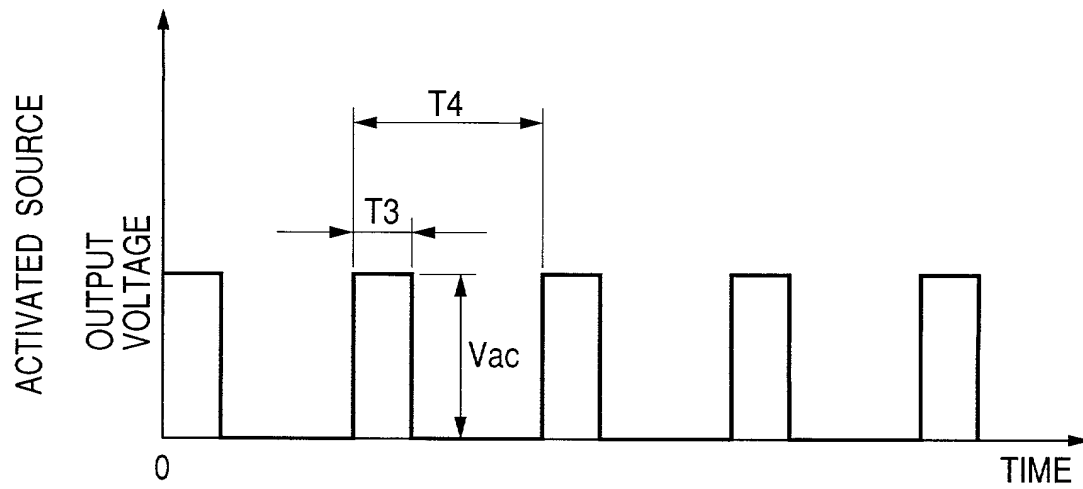 ACTIVATED SOURCE
OUTPUT
VOLTAGE
T4
T3
Vac
0
TIME